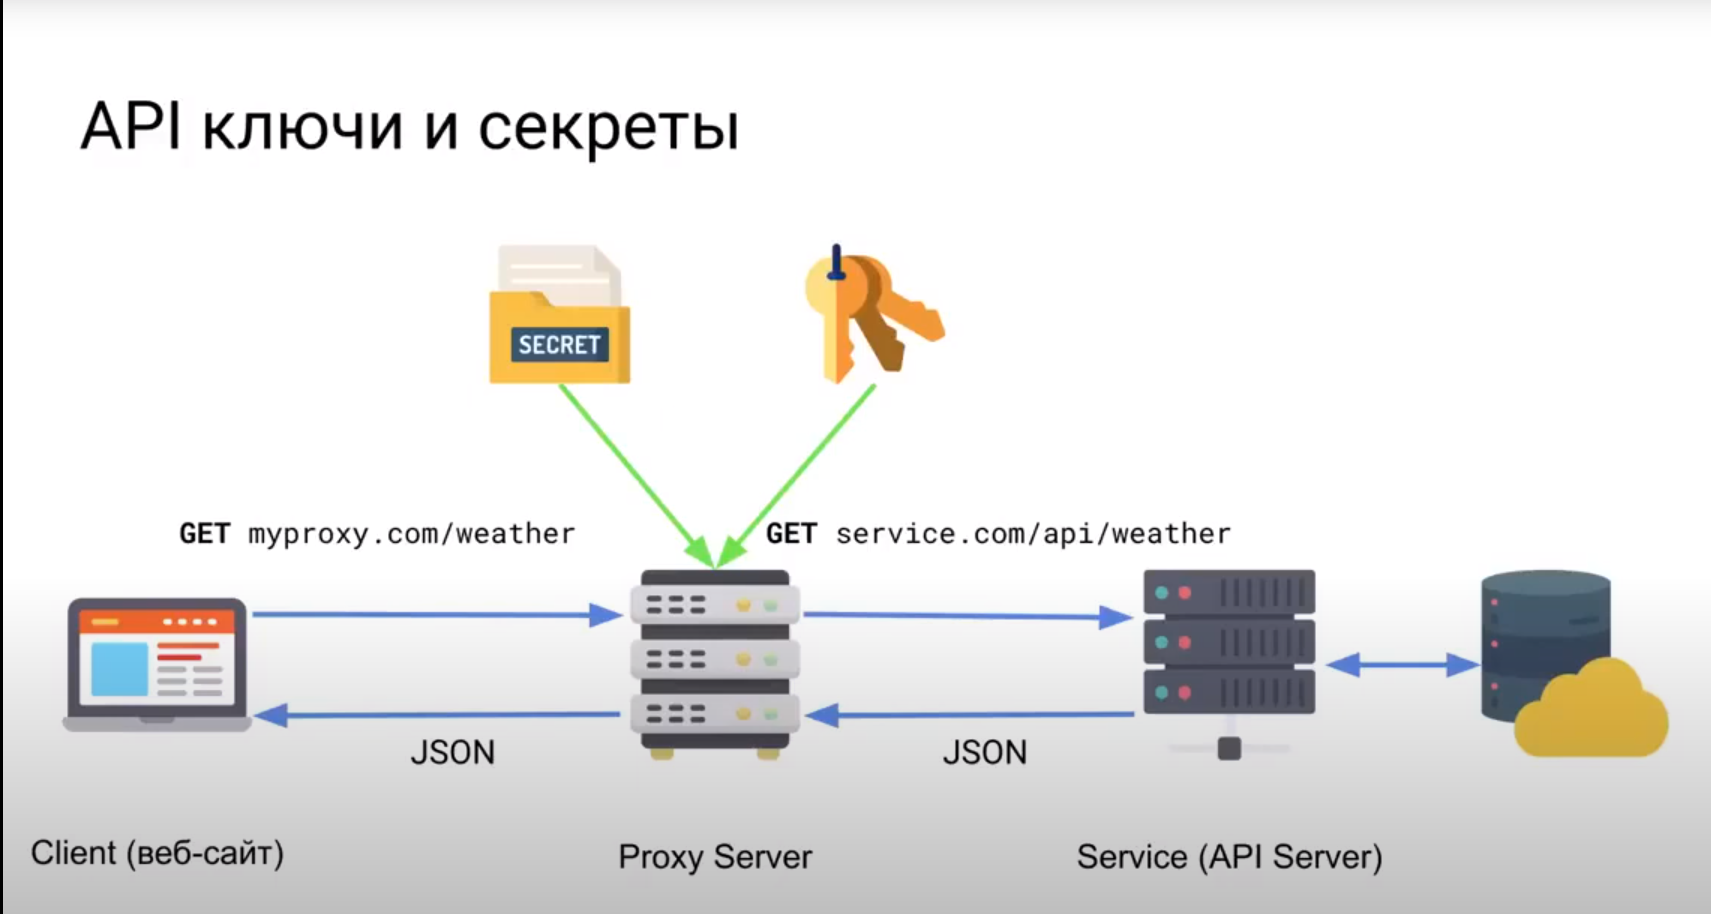 API ключи и секреты
SECRET
GET myproxy.com/weather
GET service.com/api/weather
JSON
JSON
Client (веб-сайт)
Proxy Server
Service (API Server)